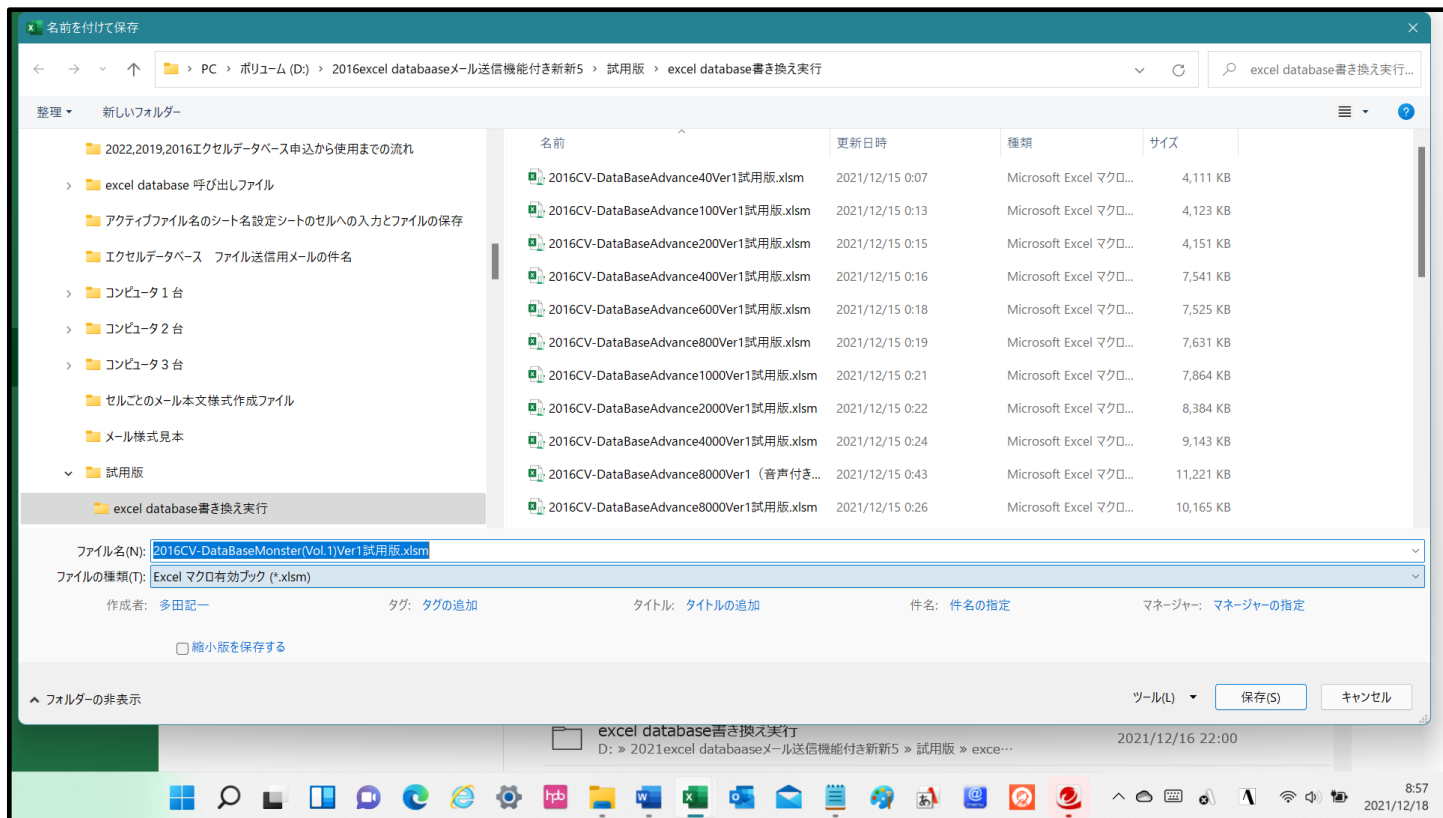 名前を付けて保存
PC › ボリューム (D:) › 2016excel databaaseメール送信機能付き新新5 › 試用版 › excel database書き換え実行
excel database書き換え実行...
整理
新しいフォルダー
2022,2019,2016エクセルデータベース申込から使用までの流れ
excel database 呼び出しファイル
アクティブファイル名のシート名設定シートのセルへの入力とファイルの保存
エクセルデータベース　ファイル送信用メールの件名
コンピュータ 1 台
コンピュータ 2 台
コンピュータ 3 台
セルごとのメール本文様式作成ファイル
メール様式見本
試用版
excel database書き換え実行
名前 更新日時 種類 サイズ
2016CV-DataBaseAdvance40Ver1試用版.xlsm 2021/12/15 0:07 Microsoft Excel マクロ... 4,111 KB
2016CV-DataBaseAdvance100Ver1試用版.xlsm 2021/12/15 0:13 Microsoft Excel マクロ... 4,123 KB
2016CV-DataBaseAdvance200Ver1試用版.xlsm 2021/12/15 0:15 Microsoft Excel マクロ... 4,151 KB
2016CV-DataBaseAdvance400Ver1試用版.xlsm 2021/12/15 0:16 Microsoft Excel マクロ... 7,541 KB
2016CV-DataBaseAdvance600Ver1試用版.xlsm 2021/12/15 0:18 Microsoft Excel マクロ... 7,525 KB
2016CV-DataBaseAdvance800Ver1試用版.xlsm 2021/12/15 0:19 Microsoft Excel マクロ... 7,631 KB
2016CV-DataBaseAdvance1000Ver1試用版.xlsm 2021/12/15 0:21 Microsoft Excel マクロ... 7,864 KB
2016CV-DataBaseAdvance2000Ver1試用版.xlsm 2021/12/15 0:22 Microsoft Excel マクロ... 8,384 KB
2016CV-DataBaseAdvance4000Ver1試用版.xlsm 2021/12/15 0:24 Microsoft Excel マクロ... 9,143 KB
2016CV-DataBaseAdvance8000Ver1（音声付き... 2021/12/15 0:43 Microsoft Excel マクロ... 11,221 KB
2016CV-DataBaseAdvance8000Ver1試用版.xlsm 2021/12/15 0:26 Microsoft Excel マクロ... 10,165 KB
ファイル名(N): 2016CV-DataBaseMonster(Vol.1)Ver1試用版.xlsm
ファイルの種類(T): Excel マクロ有効ブック (*.xlsm)
作成者: 多田記一 タグ: タグの追加 タイトル: タイトルの追加 件名: 件名の指定 マネージャー: マネージャーの指定
縮小版を保存する
フォルダーの非表示 ツール(L) 保存(S) キャンセル
excel database書き換え実行
D: » 2021excel databaaseメール送信機能付き新新5 » 試用版 » exce…
2021/12/16 22:00
hpb
menu
8:57
2021/12/18